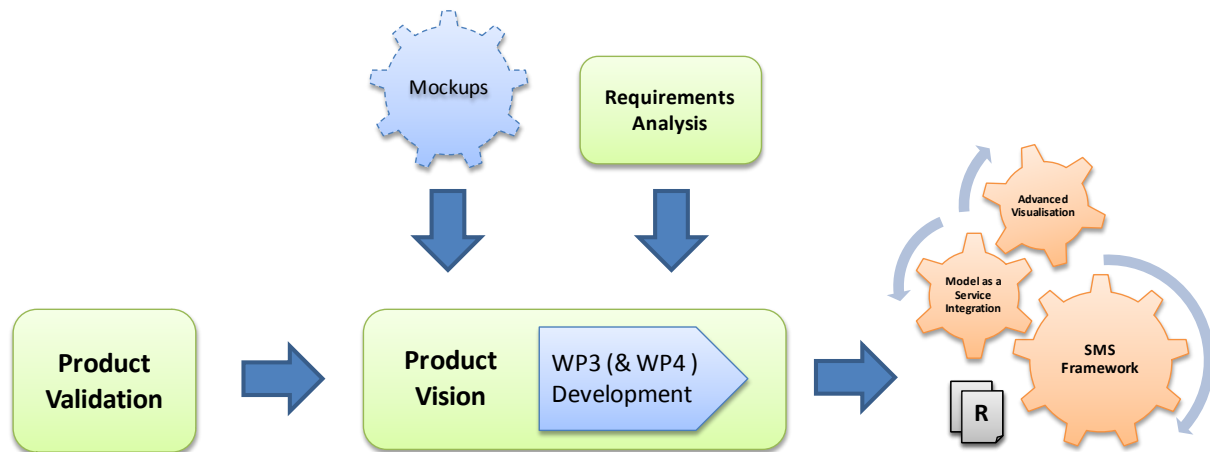 Mockups
Requirements
Analysis
Advanced
Visualisation
Model as a
Service
Integration
SMS
Framework
Product
Validation
Product
Vision
WP3 (& WP4 )
Development
R